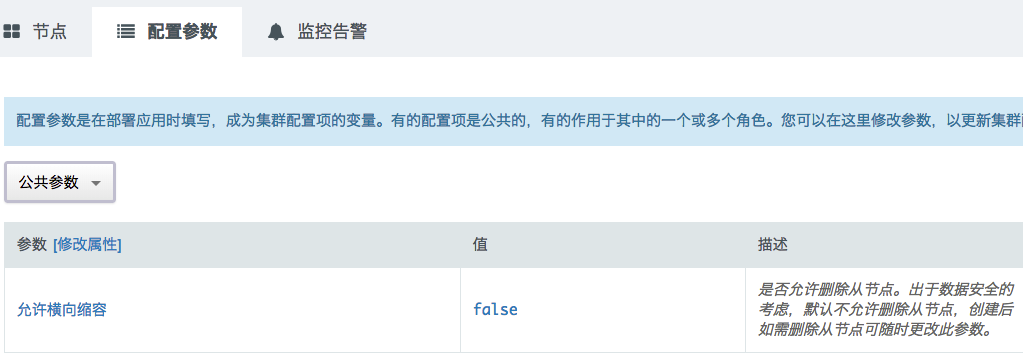 节点 配置参数 监控告警
配置参数是在部署应用时填写，成为集群配置项的变量。有的配置项是公共的，有的作用于其中的一个或多个角色。您可以在这里修改参数，以更新集群
公共参数
参数 [修改属性] 值 描述
允许横向缩容 false 是否允许删除从节点。出于数据安全的
考虑，默认不允许删除从节点，创建后
如需删除从节点可随时更改此参数。